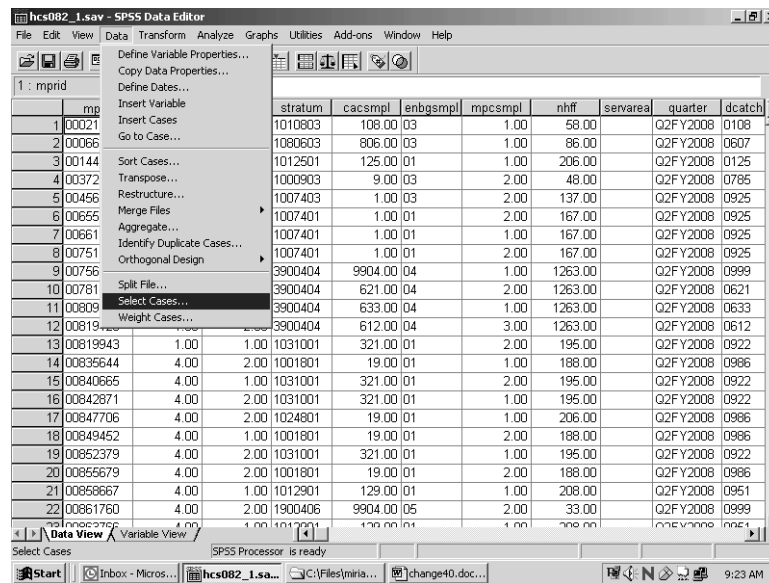 hcs082_1.sav - SPSS Data Editor
File Edit View Data Transform Analyze Graphs Utilities Add-ons Window Help
Define Variable Properties...
Copy Data Properties...
Define Dates...
Insert Variable
Insert Cases
Go to Case...
Sort Cases...
Transpose...
Restructure...
Merge Files
Aggregate...
Identify Duplicate Cases...
Orthogonal Design
Split File...
Select Cases...
Weight Cases...
1 : mprid
mp stratum cacsmpl enbgsmpl mpcsmpl nhff servarea quarter dcatch
1 00021 1010803 108.00 03 1.00 58.00 Q2FY2008 0108
2 00066 1080603 806.00 03 1.00 86.00 Q2FY2008 0607
3 00144 1012501 125.00 01 1.00 206.00 Q2FY2008 0125
4 00372 1000903 9.00 03 2.00 48.00 Q2FY2008 0785
5 00456 1007403 1.00 03 2.00 137.00 Q2FY2008 0925
6 00655 1007401 1.00 01 2.00 167.00 Q2FY2008 0925
7 00661 1007401 1.00 01 1.00 167.00 Q2FY2008 0925
8 00751 1007401 1.00 01 2.00 167.00 Q2FY2008 0925
9 00756 3900404 9904.00 04 1.00 1263.00 Q2FY2008 0999
10 00781 3900404 621.00 04 2.00 1263.00 Q2FY2008 0621
11 00809 3900404 633.00 04 1.00 1263.00 Q2FY2008 0633
12 00819 3900404 612.00 04 3.00 1263.00 Q2FY2008 0612
13 00819943 1.00 1.00 1031001 321.00 01 2.00 195.00 Q2FY2008 0922
14 00835644 4.00 2.00 1001801 19.00 01 1.00 188.00 Q2FY2008 0986
15 00840665 4.00 1.00 1031001 321.00 01 2.00 195.00 Q2FY2008 0922
16 00842871 4.00 2.00 1031001 321.00 01 1.00 195.00 Q2FY2008 0922
17 00847706 4.00 2.00 1024801 19.00 01 1.00 206.00 Q2FY2008 0986
18 00849452 4.00 1.00 1001801 19.00 01 2.00 188.00 Q2FY2008 0986
19 00852379 4.00 2.00 1031001 321.00 01 1.00 195.00 Q2FY2008 0922
20 00855679 4.00 2.00 1001801 19.00 01 2.00 188.00 Q2FY2008 0986
21 00858667 4.00 1.00 1012901 129.00 01 1.00 208.00 Q2FY2008 0951
22 00861760 4.00 2.00 1900406 9904.00 05 2.00 33.00 Q2FY2008 0999
Data View Variable View
Select Cases SPSS Processor is ready
Start Inbox - Micros... hcs082_1.sa... C:\Files\miria... change40.doc... 9:23 AM